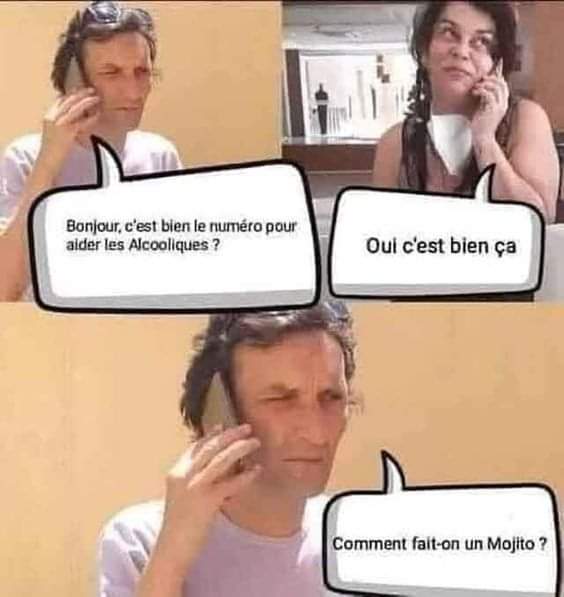 Bonjour, c'est bien le numéro pour
aider les Alcooliques ?
Oui c'est bien ça
Comment fait-on un Mojito ?